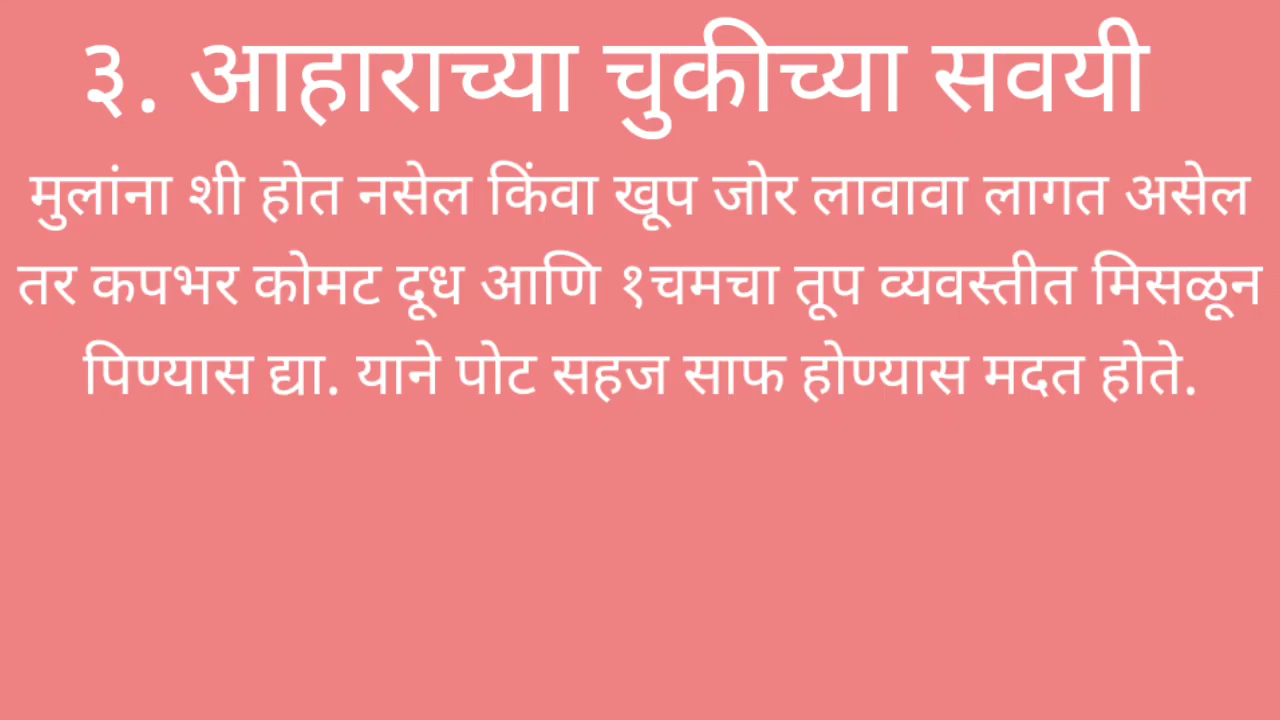 ३. आहाराच्या चुकीच्या सवयी
मुलांना शी होत नसेल किंवा खूप जोर लावावा लागत असेल
तर कपभर कोमट दूध आणि १चमचा तूप व्यवस्तीत मिसळून
पिण्यास द्या. याने पोट सहज साफ होण्यास मदत होते.